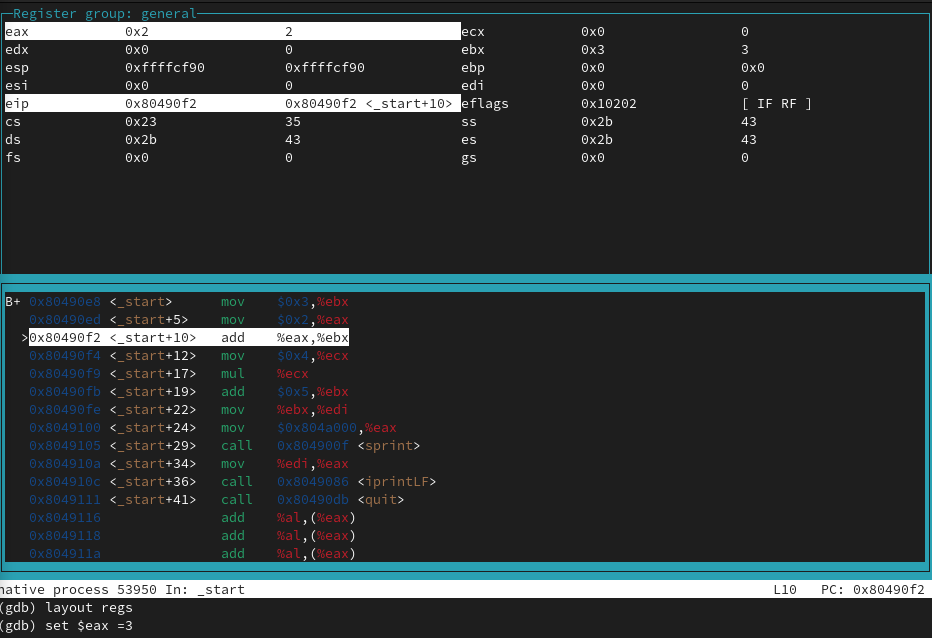 Register group: general
eax 0x2 2 ecx 0x0 0
edx 0x0 0 ebx 0x3 3
esp 0xffffcf90 0xffffcf90 ebp 0x0 0x0
esi 0x0 0 edi 0x0 0
eip 0x80490f2 0x80490f2 <_start+10> eflags 0x10202 [ IF RF ]
cs 0x23 35 ss 0x2b 43
ds 0x2b 43 es 0x2b 43
fs 0x0 0 gs 0x0 0
B+ 0x80490e8 <_start> mov $0x3,%ebx
0x80490ed <_start+5> mov $0x2,%eax
>0x80490f2 <_start+10> add %eax,%ebx
0x80490f4 <_start+12> mov $0x4,%ecx
0x80490f9 <_start+17> mul %ecx
0x80490fb <_start+19> add $0x5,%ebx
0x80490fe <_start+22> mov %ebx,%edi
0x8049100 <_start+24> mov $0x804a000,%eax
0x8049105 <_start+29> call 0x804900f <sprint>
0x804910a <_start+34> mov %edi,%eax
0x804910c <_start+36> call 0x8049086 <iprintLF>
0x8049111 <_start+41> call 0x80490db <quit>
0x8049116 add %al,(%eax)
0x8049118 add %al,(%eax)
0x804911a add %al,(%eax)
native process 53950 In: _start L10 PC: 0x80490f2
(gdb) layout regs
(gdb) set $eax =3